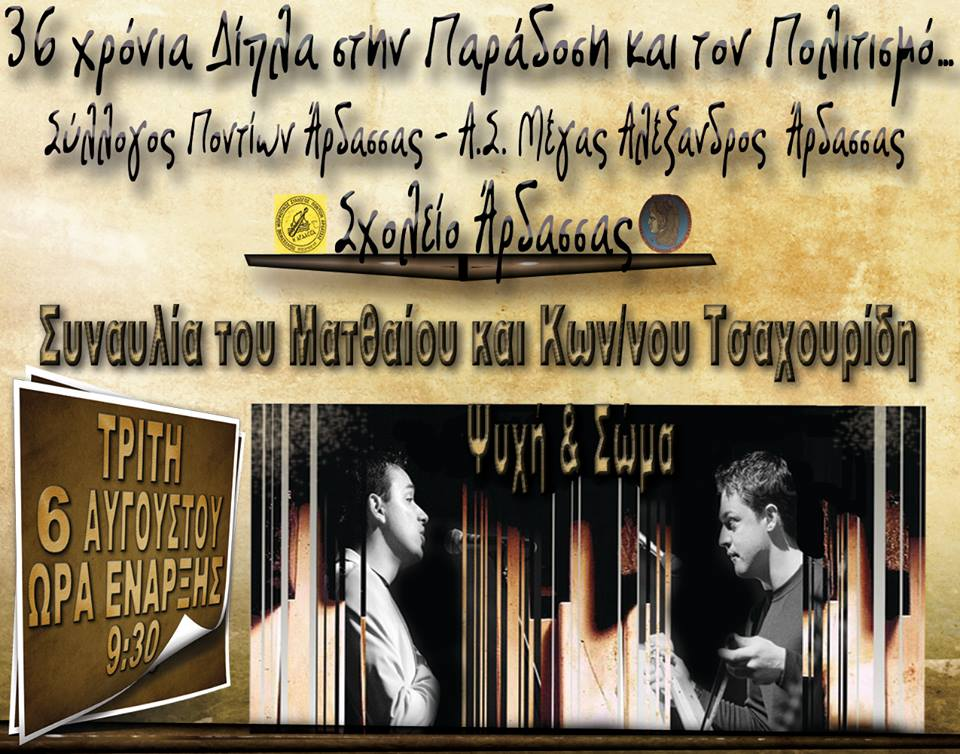 36 χρόνια Δίπλα στην Παράδοση και τον Πολιτισμό...
Σύλλογος Ποντίων Άρδασσας - Α.Σ. Μέγας Αλέξανδρος Άρδασσας
Σχολείο Άρδασσας
Συναυλία του Ματθαίου και Κων/νου Τσαχουρίδη
Ψυχή & Σώμα
ΤΡΙΤΗ
6 ΑΥΓΟΥΣΤΟΥ
ΩΡΑ ΕΝΑΡΞΗΣ
9:30